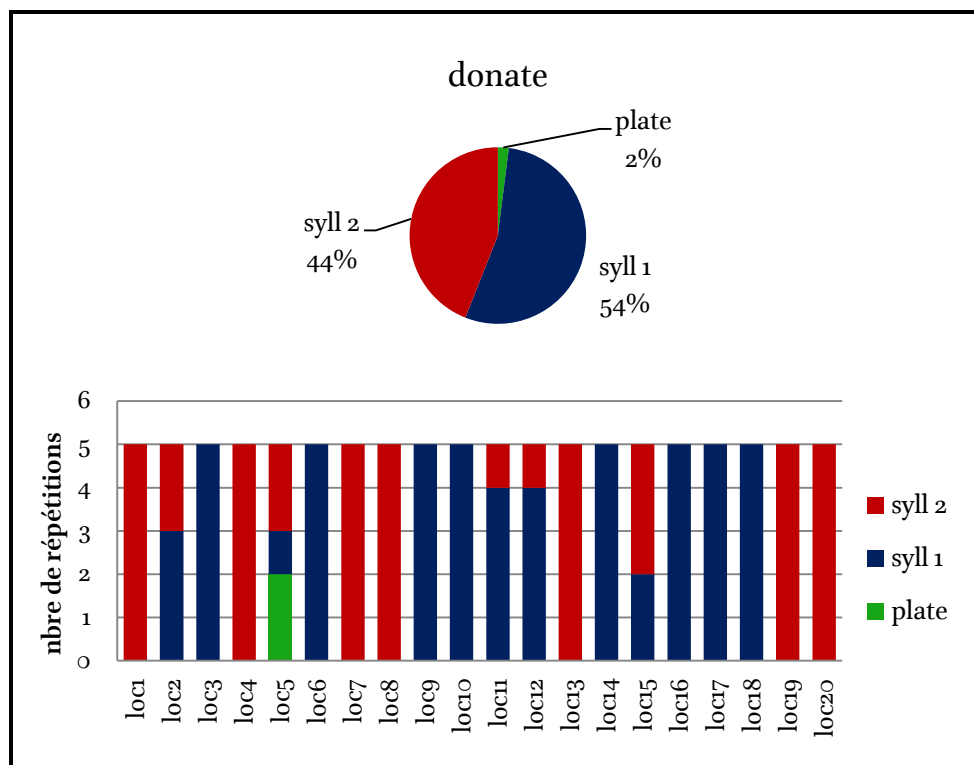 donate
plate
2%
syll 2
44%
syll 1
54%
6
5
4
3
2
1
0
nbre de répétitions
syll 2
syll 1
plate
loc1
loc2
loc3
loc4
loc5
loc6
loc7
loc8
loc9
loc10
loc11
loc12
loc13
loc14
loc15
loc16
loc17
loc18
loc19
loc20